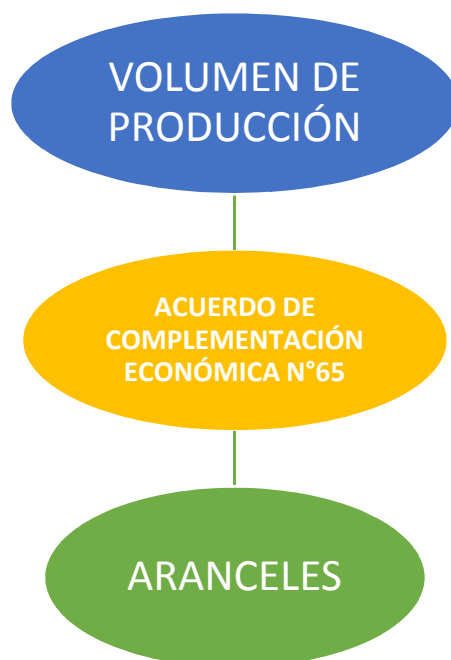 VOLUMEN DE
PRODUCCIÓN
ACUERDO DE
COMPLEMENTACIÓN
ECONÓMICA N°65
ARANCELES